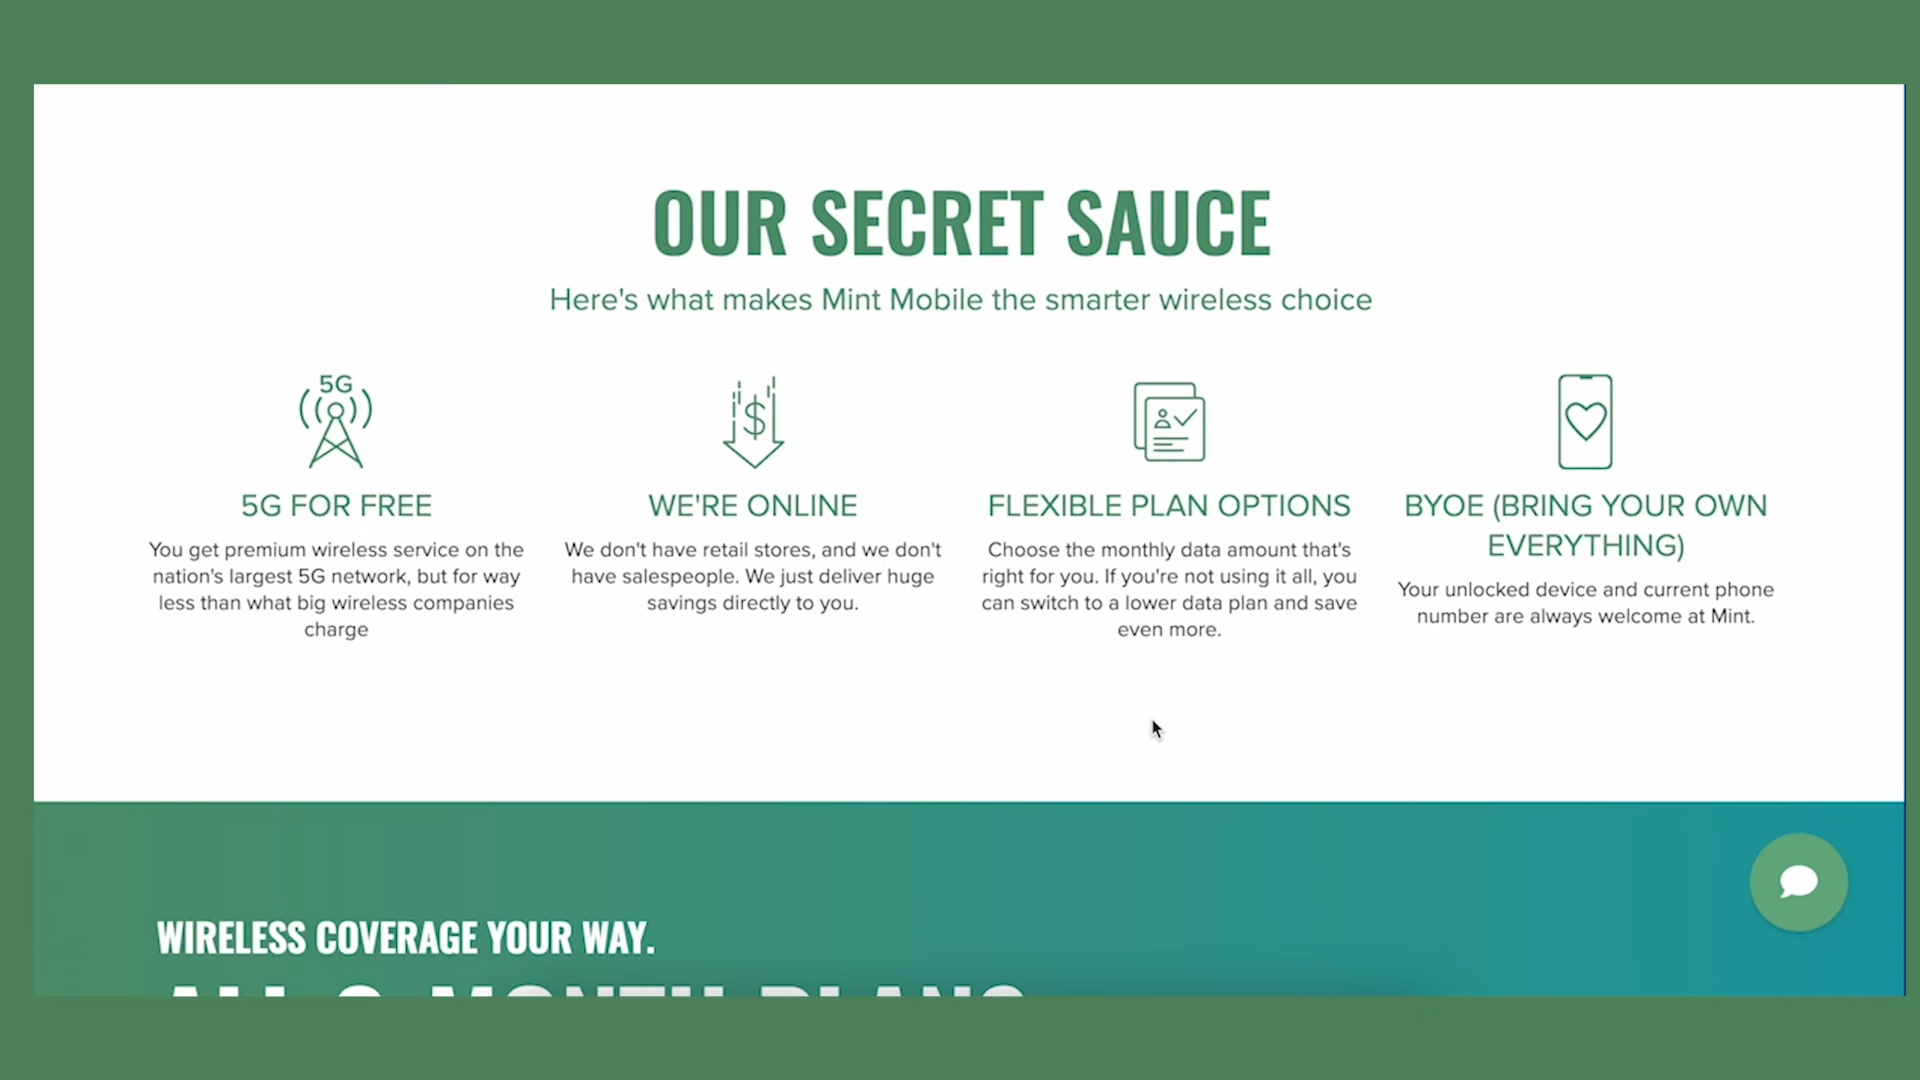 OUR SECRET SAUCE
Here's what makes Mint Mobile the smarter wireless choice
5G
$
5G FOR FREE
You get premium wireless service on the
nation's largest 5G network, but for way
less than what big wireless companies
charge
WE'RE ONLINE
We don't have retail stores, and we don't
have salespeople. We just deliver huge
savings directly to you.
FLEXIBLE PLAN OPTIONS
Choose the monthly data amount that's
right for you. If you're not using it all, you
can switch to a lower data plan and save
even more.
BYOE (BRING YOUR OWN
EVERYTHING)
Your unlocked device and current phone
number are always welcome at Mint.
WIRELESS COVERAGE YOUR WAY.